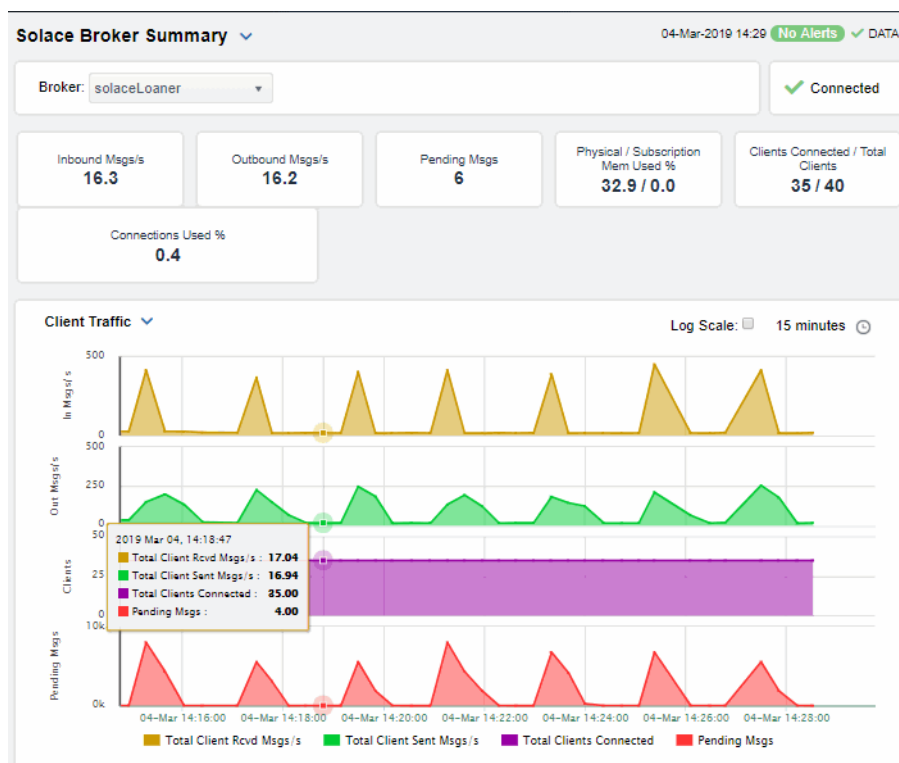 Solace Broker Summary
04-Mar-2019 14:29 No Alerts DATA
Broker: solaceLoaner
Connected
Inbound Msgs/s
16.3
Outbound Msgs/s
16.2
Pending Msgs
6
Physical / Subscription
Mem Used %
32.9 / 0.0
Clients Connected / Total
Clients
35 / 40
Connections Used %
0.4
Client Traffic
Log Scale: 15 minutes
In Msgs/s
500
0
Out Msgs/s
500
250
0
Clients
50
25
0
Pending Msgs
10k
0k
2019 Mar 04, 14:18:47
Total Client Rcvd Msgs/s : 17.04
Total Client Sent Msgs/s : 16.94
Total Clients Connected : 35.00
Pending Msgs : 4.00
04-Mar 14:16:00 04-Mar 14:18:00 04-Mar 14:20:00 04-Mar 14:22:00 04-Mar 14:24:00 04-Mar 14:26:00 04-Mar 14:28:00
Total Client Rcvd Msgs/s Total Client Sent Msgs/s Total Clients Connected Pending Msgs